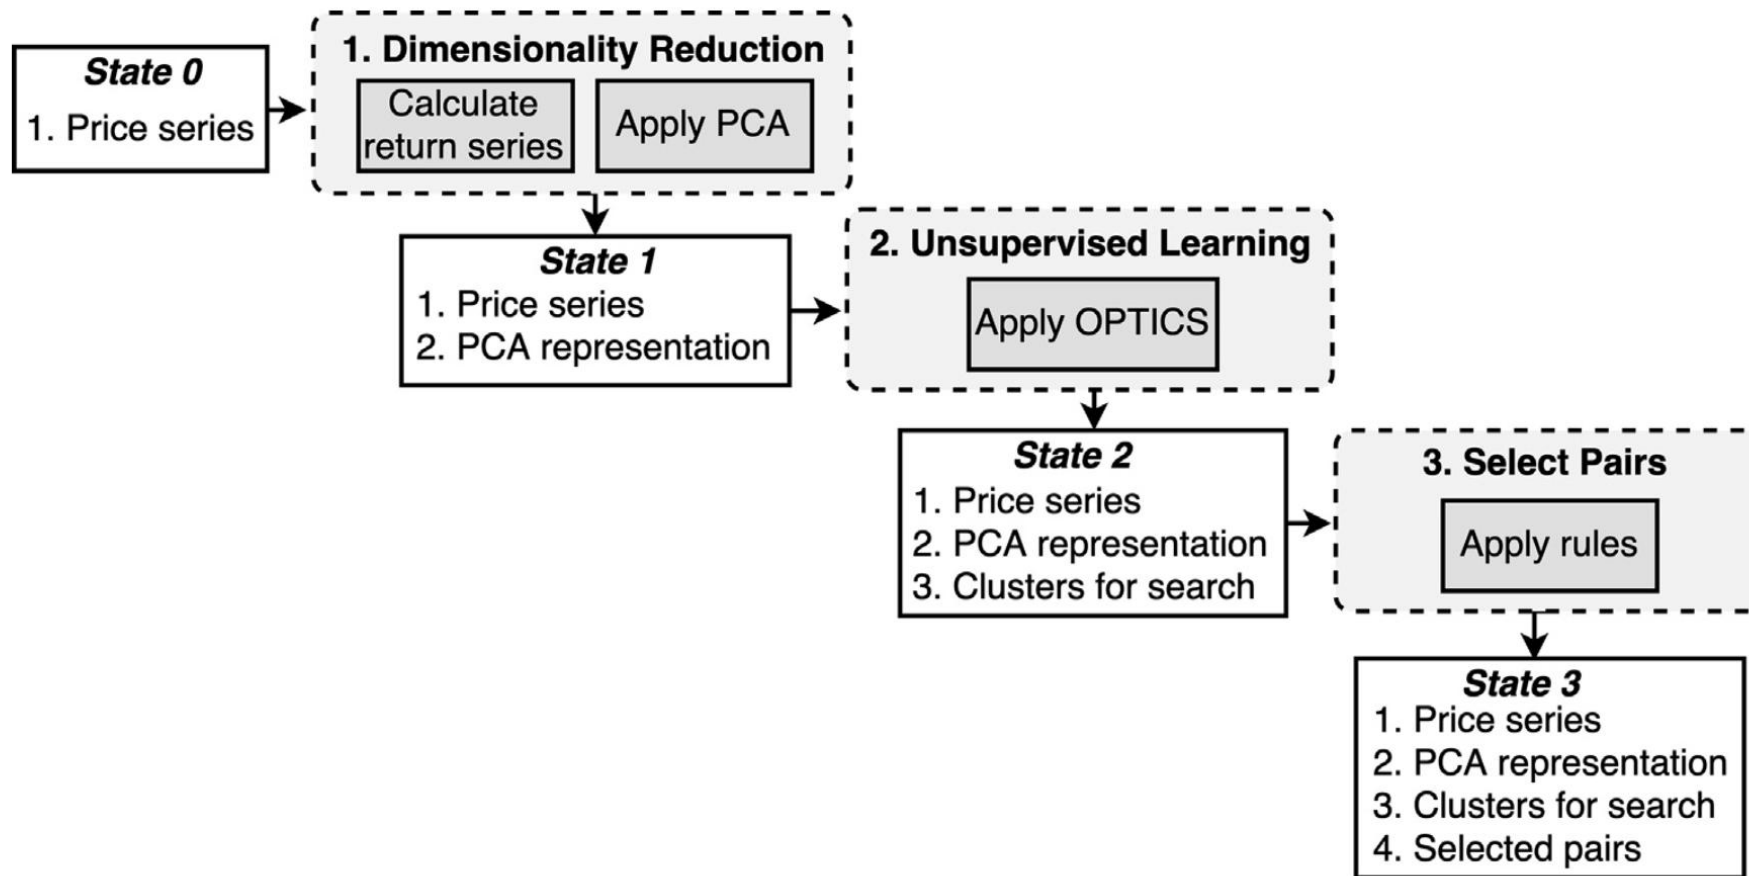 State 0
1. Price series
1. Dimensionality Reduction
Calculate
return series
Apply PCA
State 1
1. Price series
2. PCA representation
2. Unsupervised Learning
Apply OPTICS
State 2
1. Price series
2. PCA representation
3. Clusters for search
3. Select Pairs
Apply rules
State 3
1. Price series
2. PCA representation
3. Clusters for search
4. Selected pairs